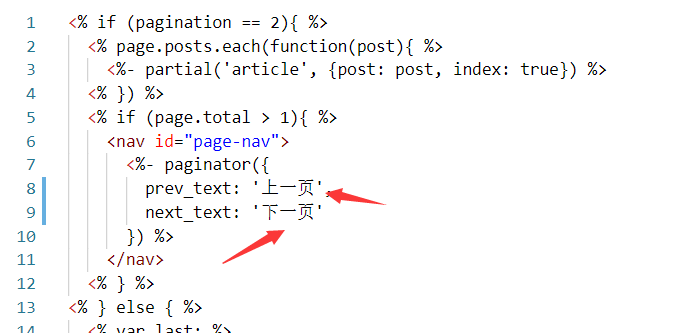 1 <% if (pagination == 2){ %>
2 <% page.posts.each(function(post){ %>
3 <%- partial('article', {post: post, index: true}) %>
4 <% }) %>
5 <% if (page.total > 1){ %>
6 <nav id="page-nav">
7 <%- paginator({
8 prev_text: '上一页',
9 next_text: '下一页'
10 }) %>
11 </nav>
12 <% } %>
13 <% } else { %>
14 <% var last; %>